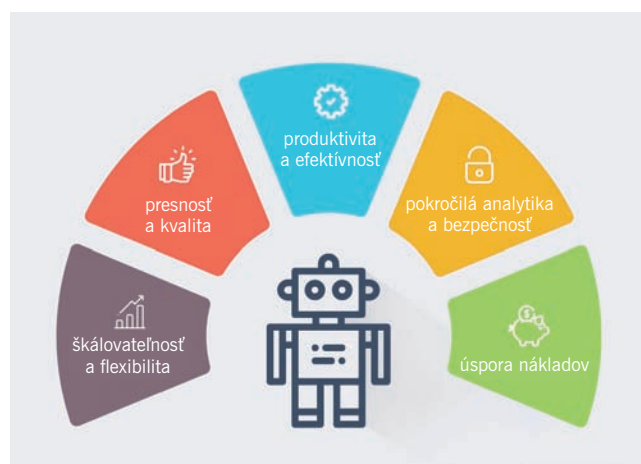 škálovateľnosť
a flexibilita
presnosť
a kvalita
produktivita
a efektívnosť
pokročilá analytika
a bezpečnosť
úspora nákladov